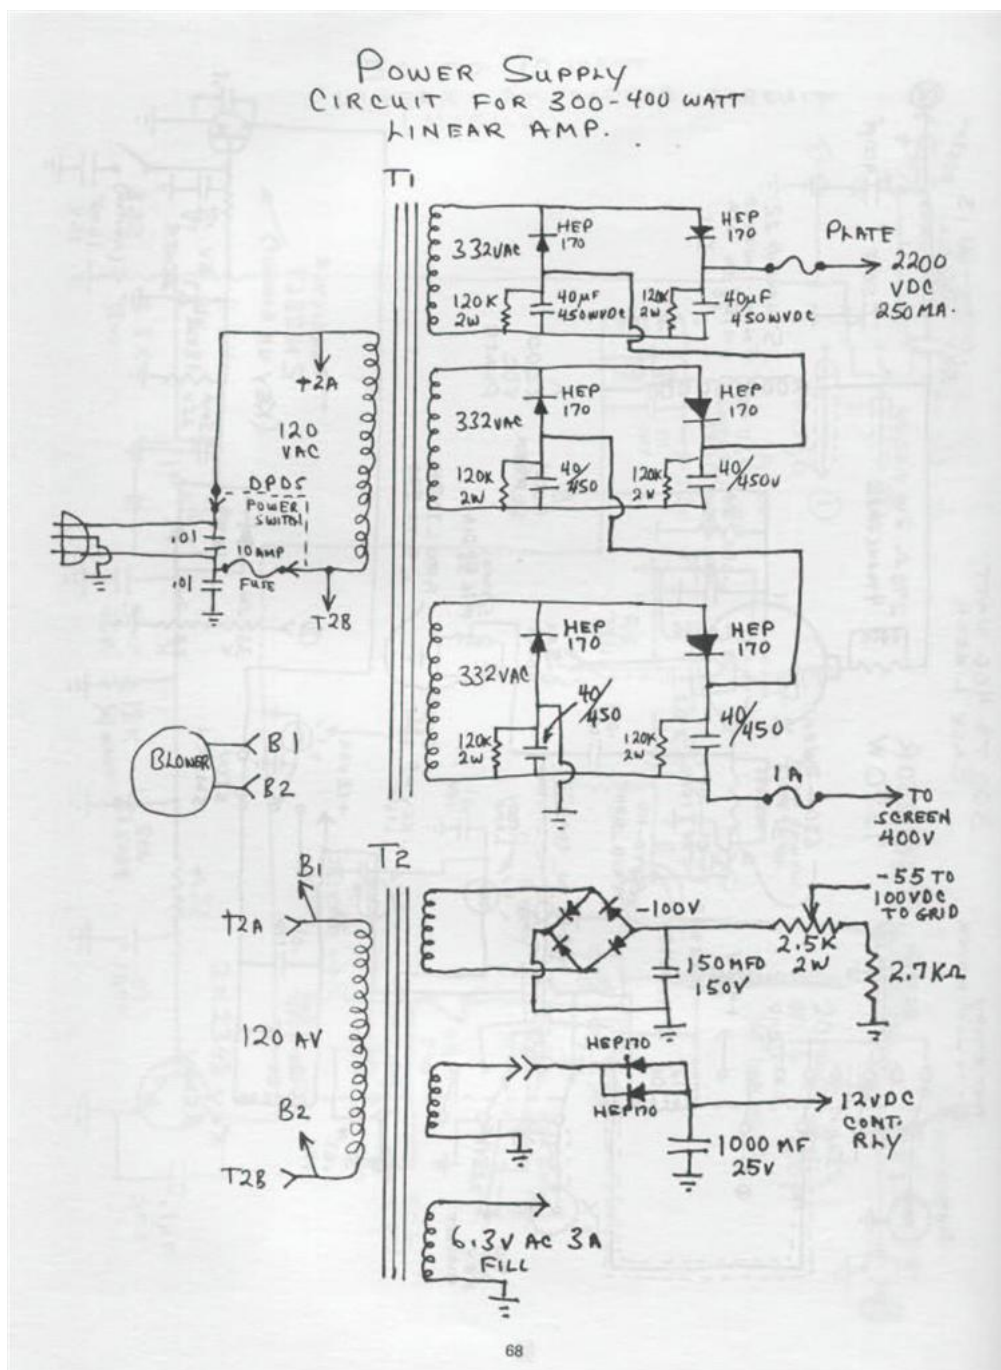 POWER SUPPLY
CIRCUIT FOR 300-400 WATT
LINEAR AMP.
T1
332VAC
HEP
170
HEP
170
PLATE
2200
VDC
250MA.
120K
2W
40µF
450WVDC
120K
2W
40µF
450WVDC
+2A
120
VAC
332VAC
HEP
170
HEP
170
120K
2W
40/450
120K
2W
40/450V
DPDS
POWER
.01
10 AMP
FUSE
.01
T2B
332VAC
HEP
170
HEP
170
40/450
120K
2W
120K
2W
40/450
BLOWER
B1
B2
1A
TO
SCREEN
400V
T2
B1
T2A
120 AV
B2
T2B
-100V
-55 TO
100VDC
TO GRID
2.5K
2W
2.7KΩ
150MFD
150V
HEP170
HEP170
12VDC
CONT.
RLY
1000 MF
25V
6.3V AC 3A
FILL
68